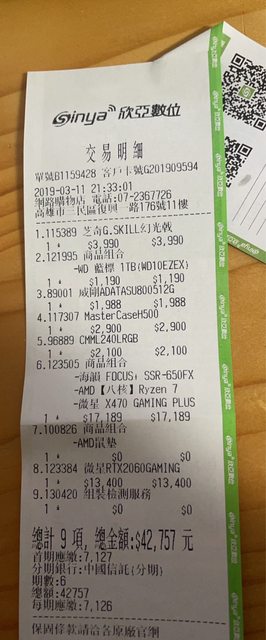 Sinya 欣亞數位
交易明細
單號B1159428 客戶卡號G201909594
2019-03-11 21:33:01
網路購物店 電話:07-2367726
高雄市三民區復興一路176號11樓
1.115389 芝奇G.SKILL幻光戟
1 $3,990 $3,990
2.121995 商品組合
-WD 藍標 1TB(WD10EZEX)
1 $1,190 $1,190
3.89001 威剛ADATASU800512G
1 $1,988 $1,988
4.117307 MasterCaseH500
1 $2,900 $2,900
5.96889 CMML240LRGB
1 $2,100 $2,100
6.123505 商品組合
-海韻 FOCUS+ SSR-650FX
-AMD【八核】Ryzen 7
-微星 X470 GAMING PLUS
1 $17,189 $17,189
7.100826 商品組合
-AMD鼠墊
1 $0 $0
8.123384 微星RTX2060GAMING
1 $13,400 $13,400
9.130420 組裝檢測服務
1 $0 $0
總計 9 項, 總金額:$42,757 元
首期應繳:7,127
分期銀行:中國信託(分期)
期數:6
總額:42757
每期應繳:7,126
保固條款請洽各原廠官網